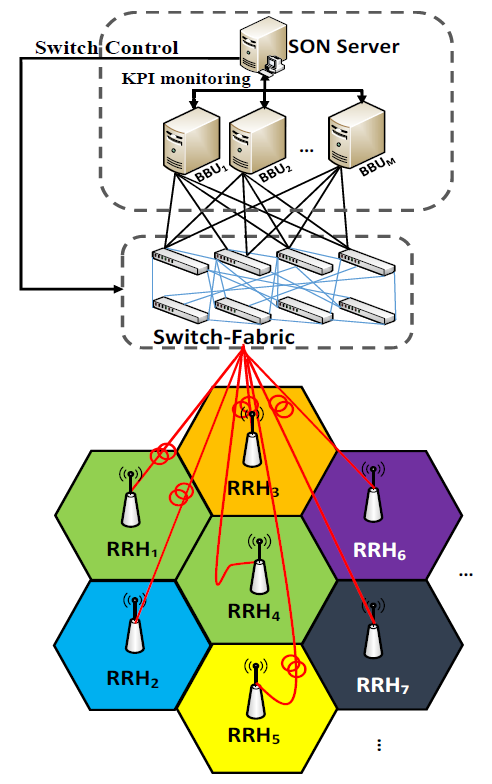 Switch Control
SON Server
KPI monitoring
BBU₁
BBU₂
...
BBUM
Switch-Fabric
RRH₃
RRH₁
RRH₆
...
RRH₄
RRH₂
RRH₇
RRH₅
...